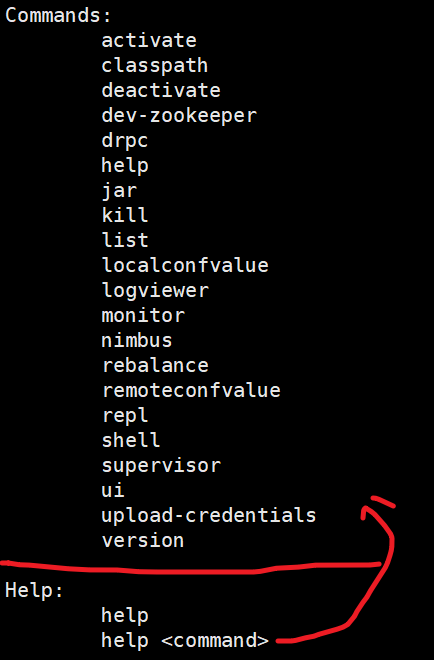 Commands:
activate
classpath
deactivate
dev-zookeeper
drpc
help
jar
kill
list
localconfvalue
logviewer
monitor
nimbus
rebalance
remoteconfvalue
repl
shell
supervisor
ui
upload-credentials
version
Help:
help
help <command>